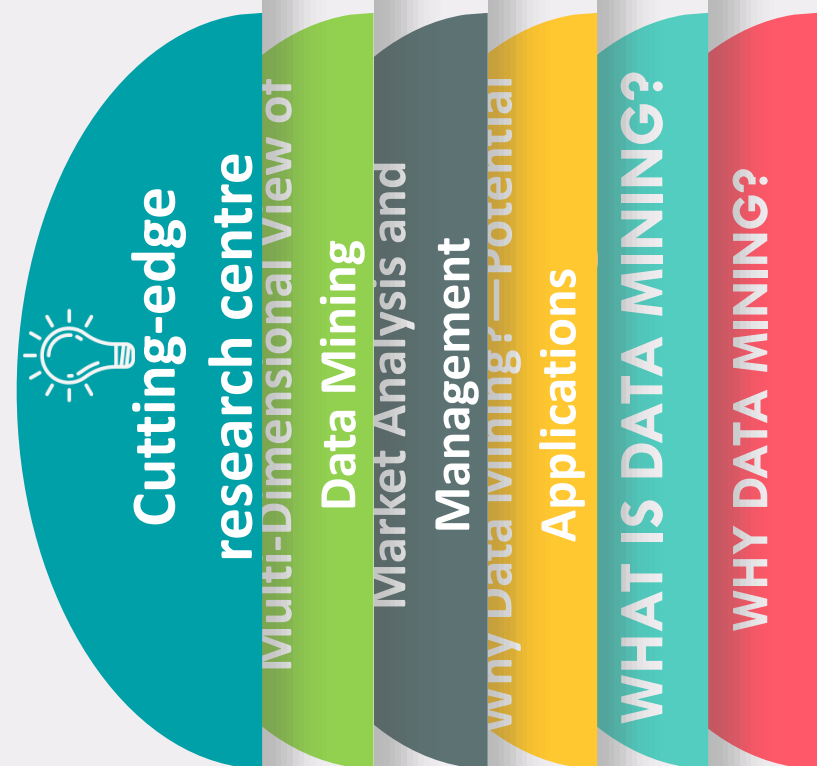 Cutting-edge
research centre
Multi-Dimensional View of
Data Mining
Market Analysis and
Management
Why Data Mining?—Potential
Applications
WHAT IS DATA MINING?
WHY DATA MINING?